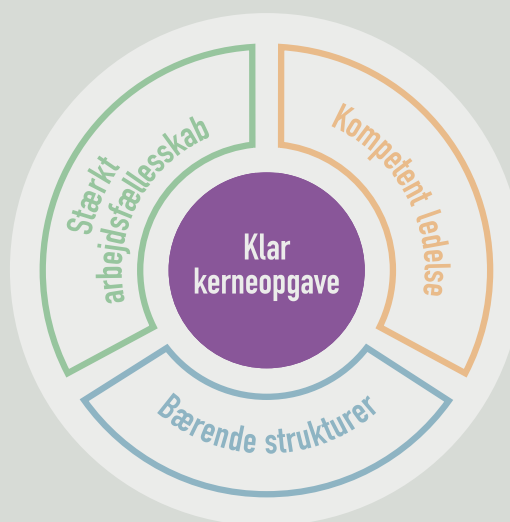 Stærkt
arbejdsfællesskab
Kompetent ledelse
Klar
kerneopgave
Bærende strukturer